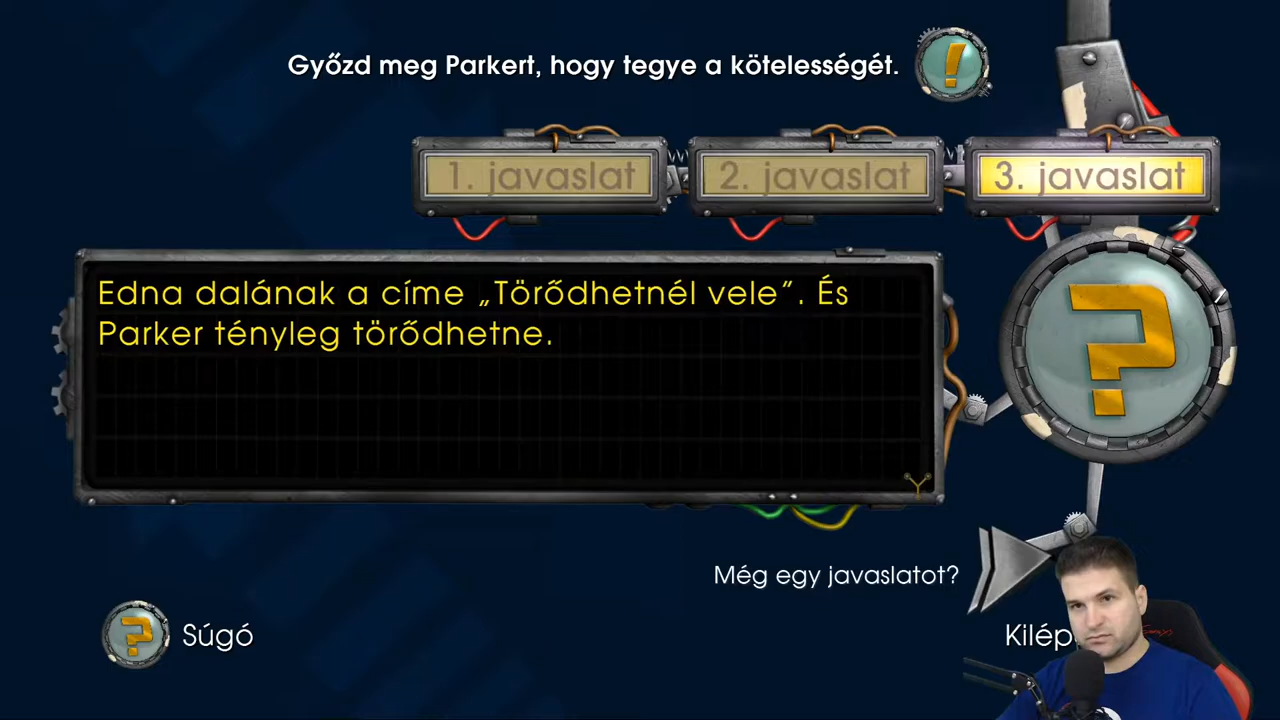 Győzd meg Parkert, hogy tegye a kötelességét.
1. javaslat
2. javaslat
3. javaslat
Edna dalának a címe „Törődhetnél vele”. És
Parker tényleg törődhetne.
Még egy javaslatot?
Súgó